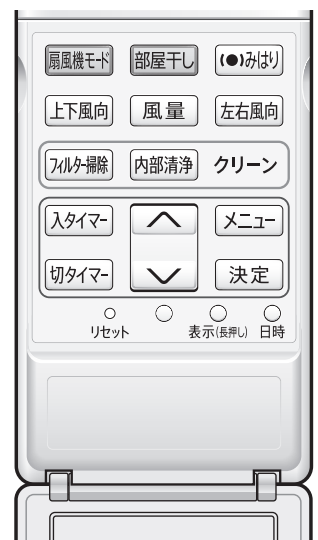 扇風機モード 部屋干し (●)みはり
上下風向 風量 左右風向
フィルタ掃除 内部清浄 クリーン
入タイマー メニュー
切タイマー 決定
リセット 表示(長押し) 日時